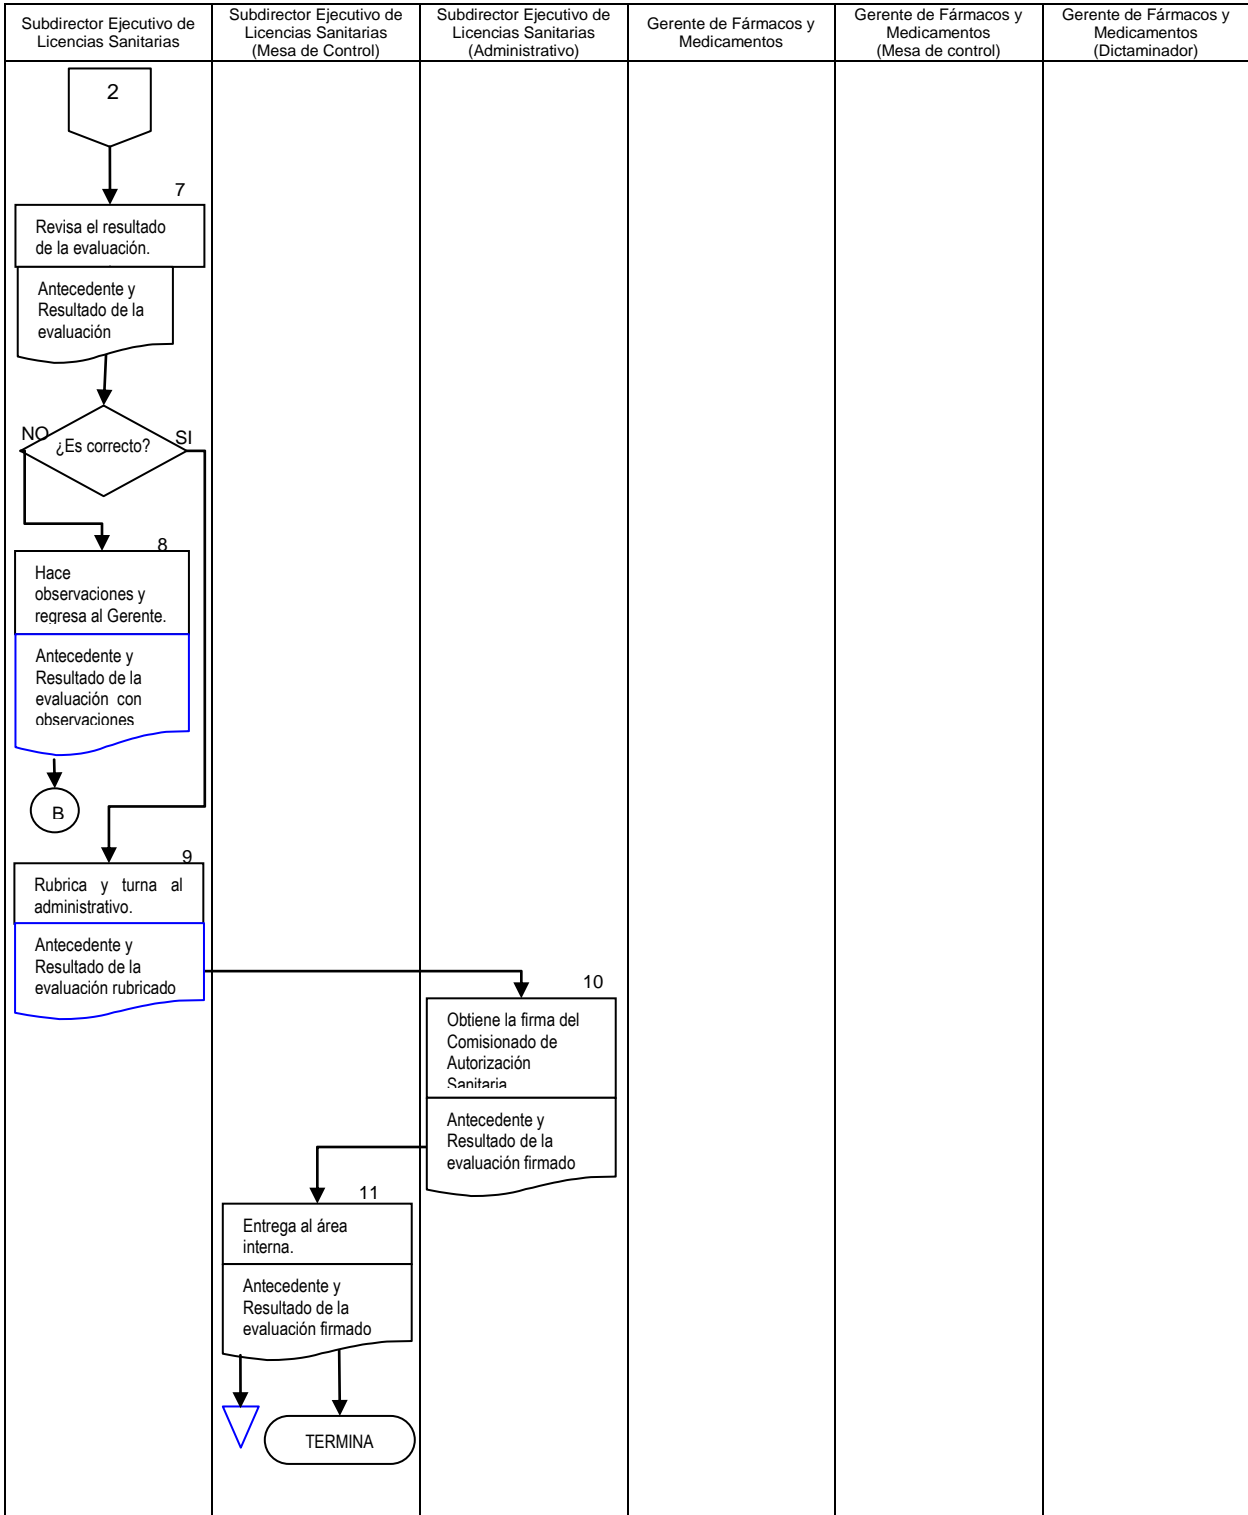 Subdirector Ejecutivo de
Licencias Sanitarias
Subdirector Ejecutivo de
Licencias Sanitarias
(Mesa de Control)
Subdirector Ejecutivo de
Licencias Sanitarias
(Administrativo)
Gerente de Fármacos y
Medicamentos
Gerente de Fármacos y
Medicamentos
(Mesa de control)
Gerente de Fármacos y
Medicamentos
(Dictaminador)
2
7
Revisa el resultado
de la evaluación.
Antecedente y
Resultado de la
evaluación
NO
¿Es correcto?
SI
8
Hace
observaciones y
regresa al Gerente.
Antecedente y
Resultado de la
evaluación con
observaciones
B
9
Rubrica y turna al
administrativo.
Antecedente y
Resultado de la
evaluación rubricado
10
Obtiene la firma del
Comisionado de
Autorización
Sanitaria
Antecedente y
Resultado de la
evaluación firmado
11
Entrega al área
interna.
Antecedente y
Resultado de la
evaluación firmado
TERMINA